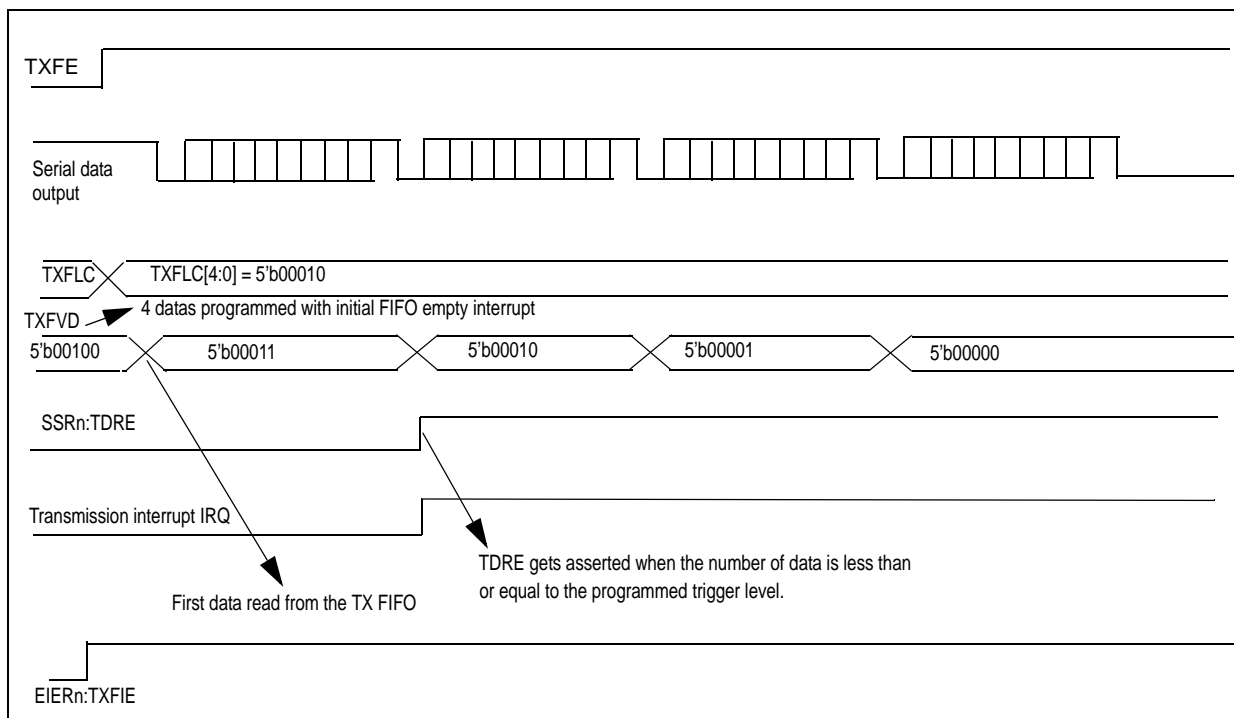 TXFE
Serial data
output
TXFLC
TXFLC[4:0] = 5'b00010
4 datas programmed with initial FIFO empty interrupt
TXFVD
5'b00100
5'b00011
5'b00010
5'b00001
5'b00000
SSRn:TDRE
Transmission interrupt IRQ
TDRE gets asserted when the number of data is less than
or equal to the programmed trigger level.
First data read from the TX FIFO
EIERn:TXFIE